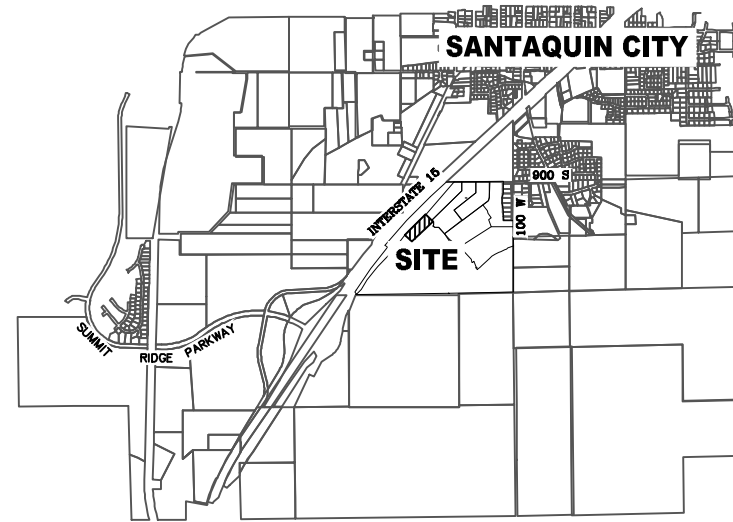 SANTAQUIN CITY
INTERSTATE 15
900 S
100 W
SITE
SUMMIT RIDGE PARKWAY